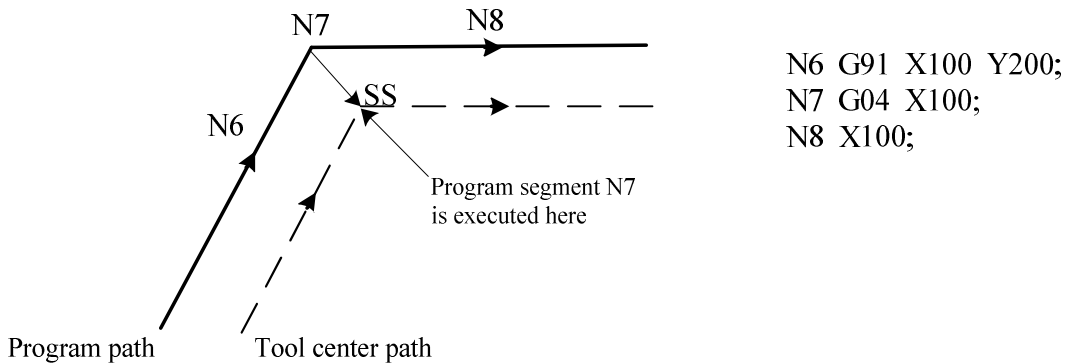 N7
N8
N6 G91 X100 Y200;
N7 G04 X100;
N8 X100;
SS
N6
Program segment N7
is executed here
Program path
Tool center path